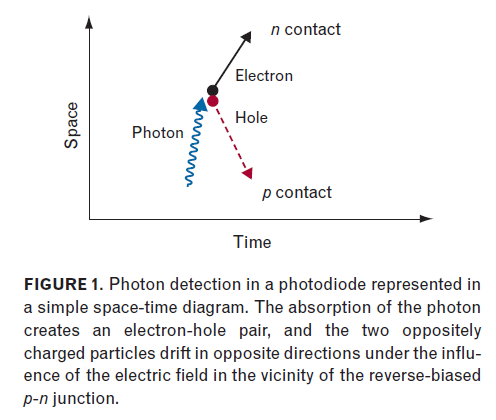 n contact
Electron
Hole
Photon
p contact
Space
Time
FIGURE 1. Photon detection in a photodiode represented in
a simple space-time diagram. The absorption of the photon
creates an electron-hole pair, and the two oppositely
charged particles drift in opposite directions under the influ-
ence of the electric field in the vicinity of the reverse-biased
p-n junction.